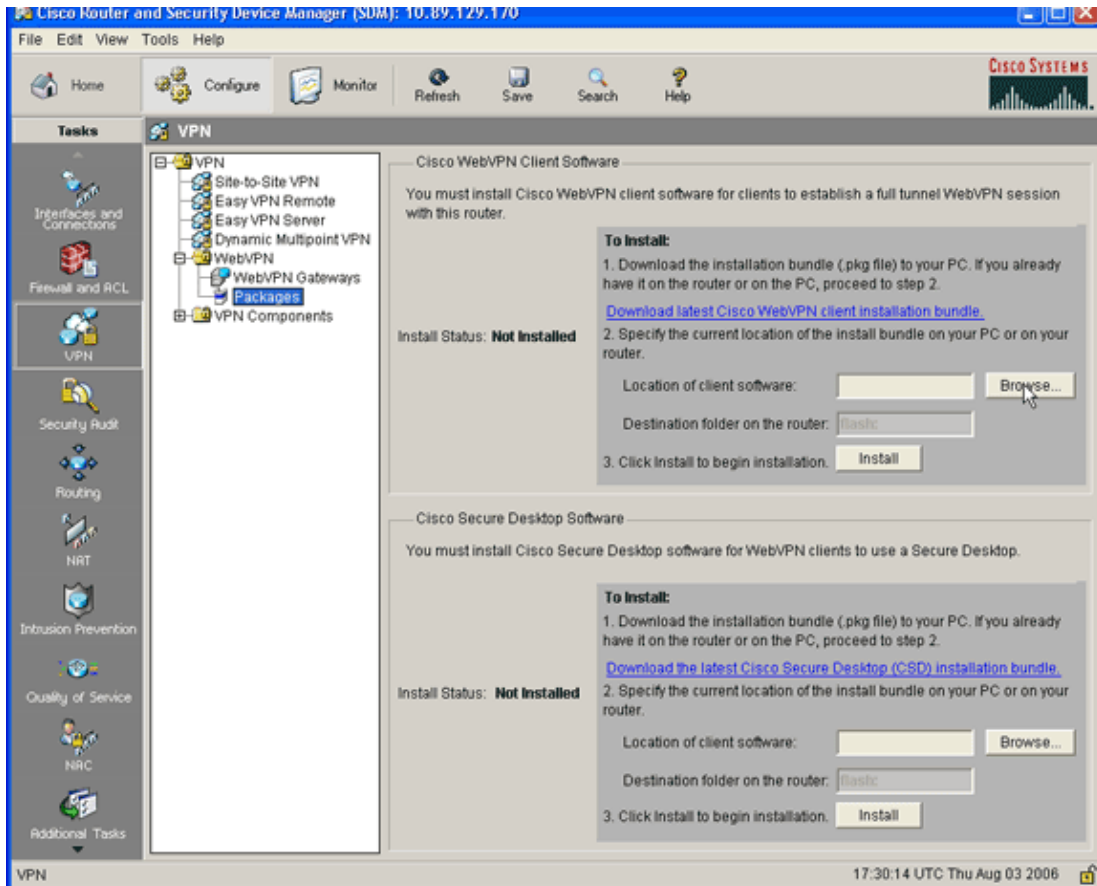 Cisco Router and Security Device Manager (SDM): 10.89.129.170
File Edit View Tools Help
Home
Configure
Monitor
Refresh
Save
Search
Help
CISCO SYSTEMS
Tasks
VPN
Interfaces and
Connections
Firewall and ACL
VPN
Security Audit
Routing
NAT
Intrusion Prevention
Quality of Service
NAC
Additional Tasks
VPN
Site-to-Site VPN
Easy VPN Remote
Easy VPN Server
Dynamic Multipoint VPN
WebVPN
WebVPN Gateways
Packages
VPN Components
Cisco WebVPN Client Software
You must install Cisco WebVPN client software for clients to establish a full tunnel WebVPN session
with this router.
Install Status: Not Installed
To Install:
1. Download the installation bundle (.pkg file) to your PC. If you already
have it on the router or on the PC, proceed to step 2.
Download latest Cisco WebVPN client installation bundle.
2. Specify the current location of the install bundle on your PC or on your
router.
Location of client software:
Browse...
Destination folder on the router: flash:
3. Click Install to begin installation.
Install
Cisco Secure Desktop Software
You must install Cisco Secure Desktop software for WebVPN clients to use a Secure Desktop.
Install Status: Not Installed
To Install:
1. Download the installation bundle (.pkg file) to your PC. If you already
have it on the router or on the PC, proceed to step 2.
Download the latest Cisco Secure Desktop (CSD) installation bundle.
2. Specify the current location of the install bundle on your PC or on your
router.
Location of client software:
Browse...
Destination folder on the router: flash:
3. Click Install to begin installation.
Install
VPN
17:30:14 UTC Thu Aug 03 2006